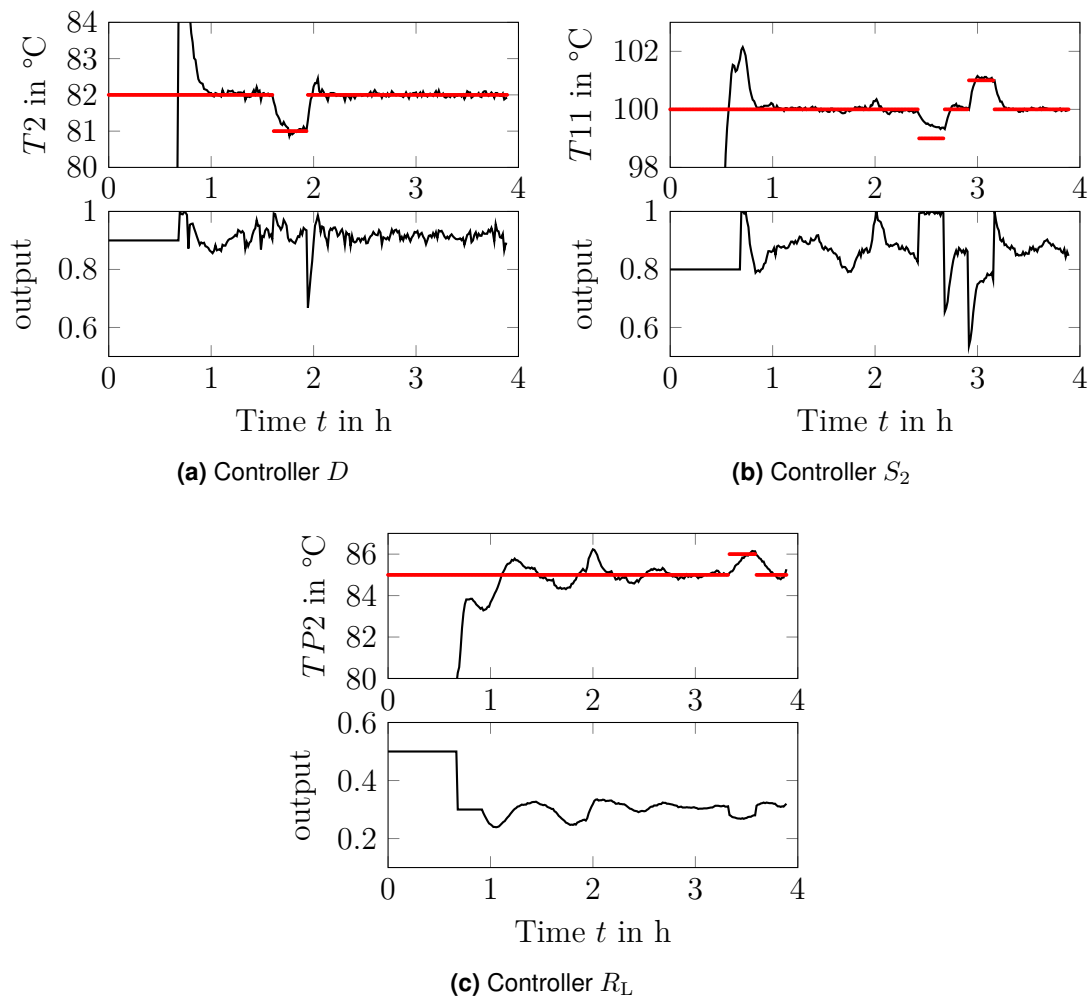 84
83
82
81
80
T2 in °C
0 1 2 3 4
1
0.8
0.6
output
0 1 2 3 4
Time t in h
(a) Controller D
102
100
98
T11 in °C
0 1 2 3 4
1
0.8
0.6
output
0 1 2 3 4
Time t in h
(b) Controller S₂
86
84
82
80
TP2 in °C
0 1 2 3 4
0.6
0.4
0.2
output
0 1 2 3 4
Time t in h
(c) Controller R_L